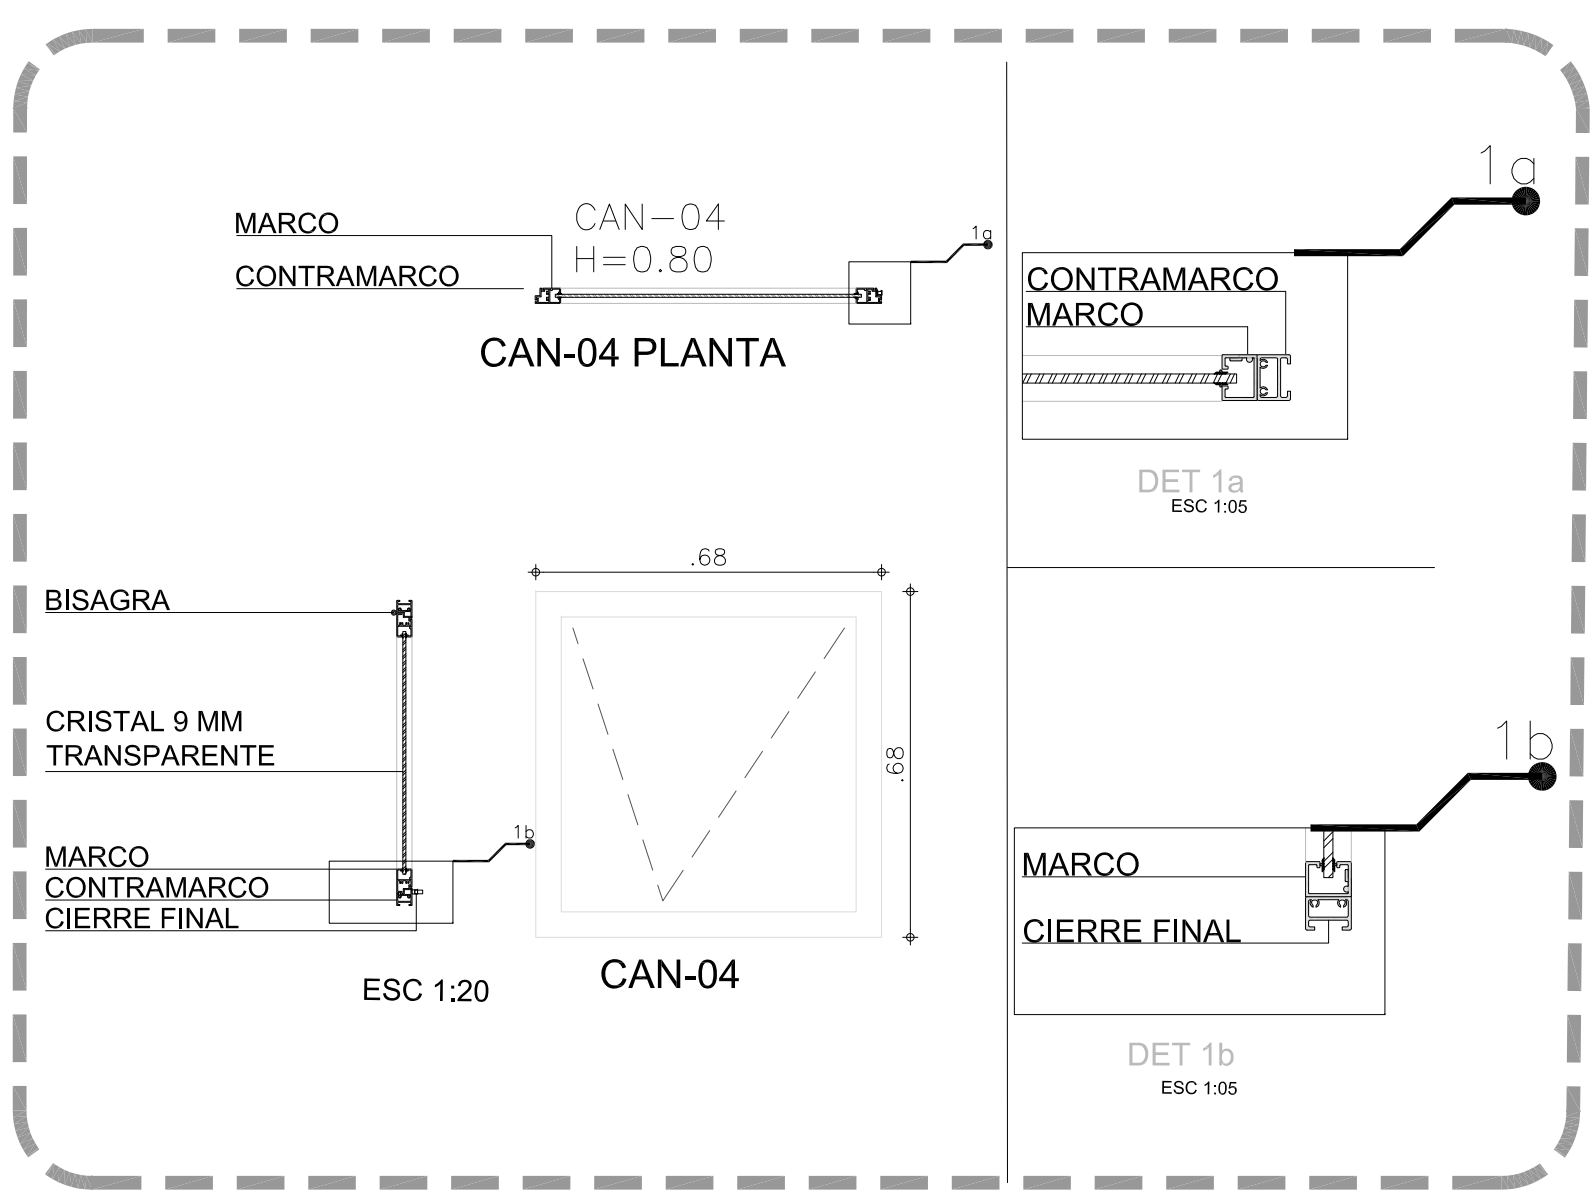 MARCO
CONTRAMARCO
CAN-04
H=0.80
1a
CAN-04 PLANTA
BISAGRA
CRISTAL 9 MM
TRANSPARENTE
MARCO
CONTRAMARCO
CIERRE FINAL
1b
ESC 1:20
.68
.68
CAN-04
1a
CONTRAMARCO
MARCO
DET 1a
ESC 1:05
1b
MARCO
CIERRE FINAL
DET 1b
ESC 1:05